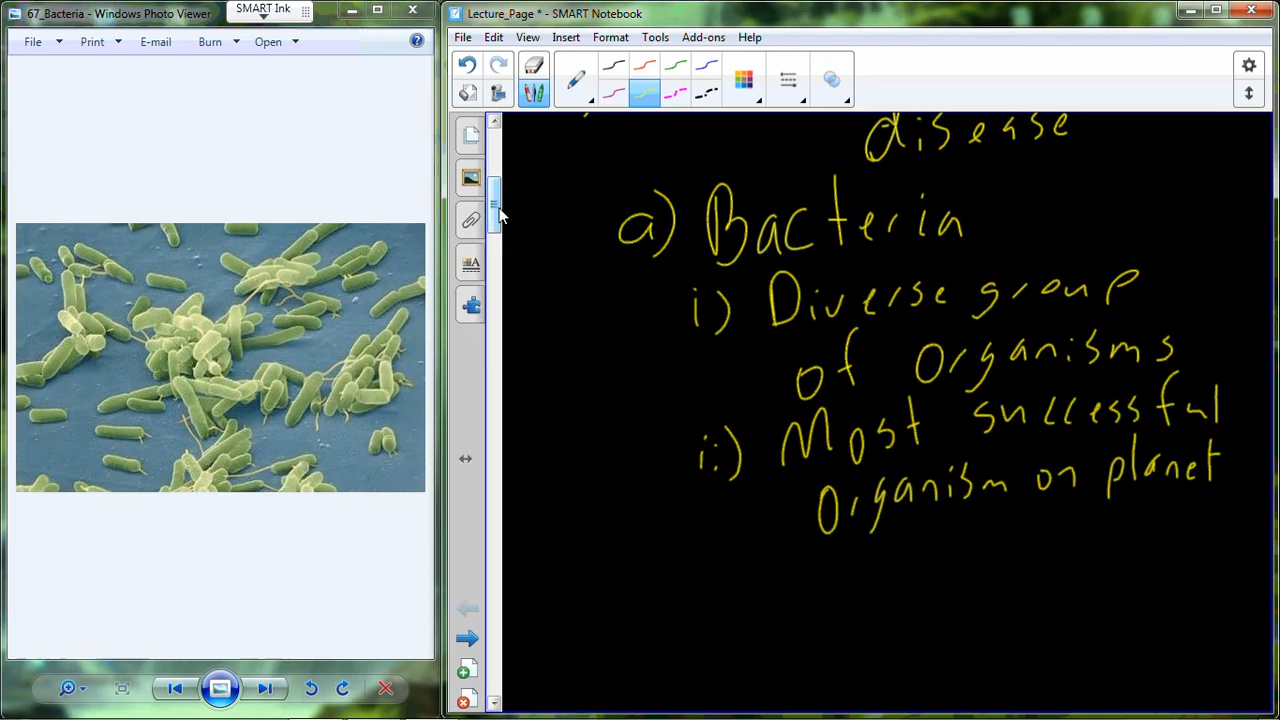 67_Bacteria - Windows Photo Viewer
SMART Ink
File Print E-mail Burn Open
Lecture_Page * - SMART Notebook
File Edit View Insert Format Tools Add-ons Help
disease
a) Bacteria
i) Diverse group
of organisms
ii) Most successful
organism on planet